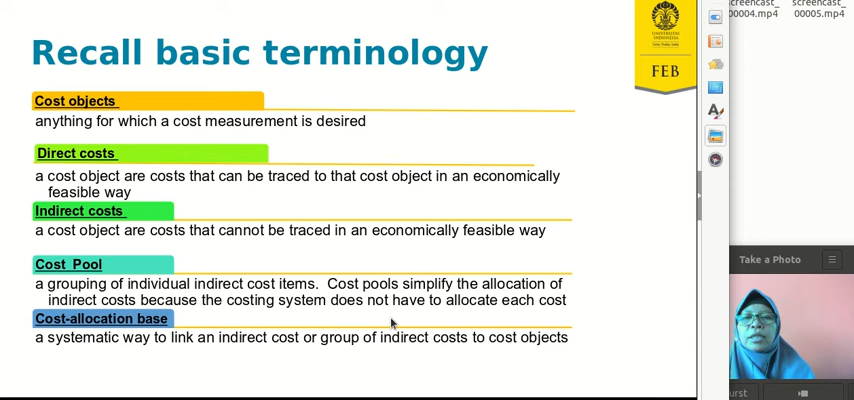 screencast_
00004.mp4
screencast_
00005.mp4
Recall basic terminology
UNIVERSITAS
INDONESIA
FEB
Cost objects
anything for which a cost measurement is desired
Direct costs
a cost object are costs that can be traced to that cost object in an economically
feasible way
Indirect costs
a cost object are costs that cannot be traced in an economically feasible way
Cost Pool
a grouping of individual indirect cost items. Cost pools simplify the allocation of
indirect costs because the costing system does not have to allocate each cost
Cost-allocation base
a systematic way to link an indirect cost or group of indirect costs to cost objects
Take a Photo
urst